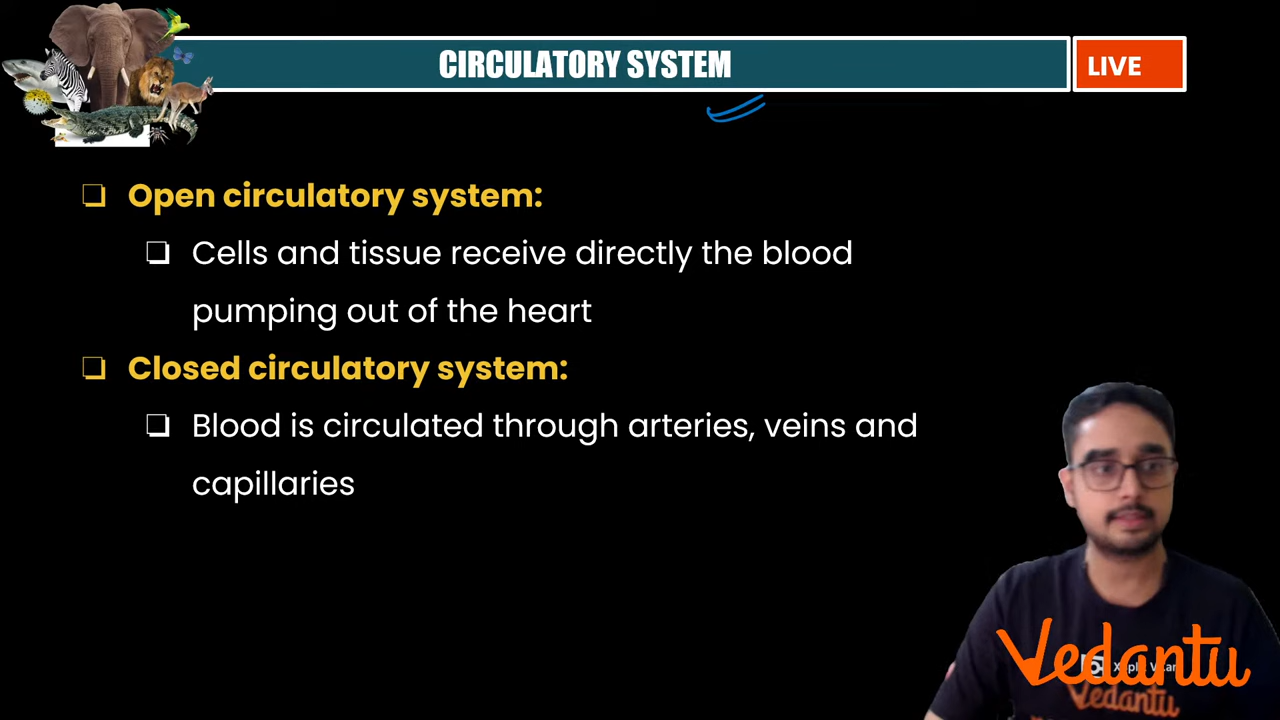 CIRCULATORY SYSTEM
LIVE
Open circulatory system:
Cells and tissue receive directly the blood
pumping out of the heart
Closed circulatory system:
Blood is circulated through arteries, veins and
capillaries
Vedantu
Vedantu